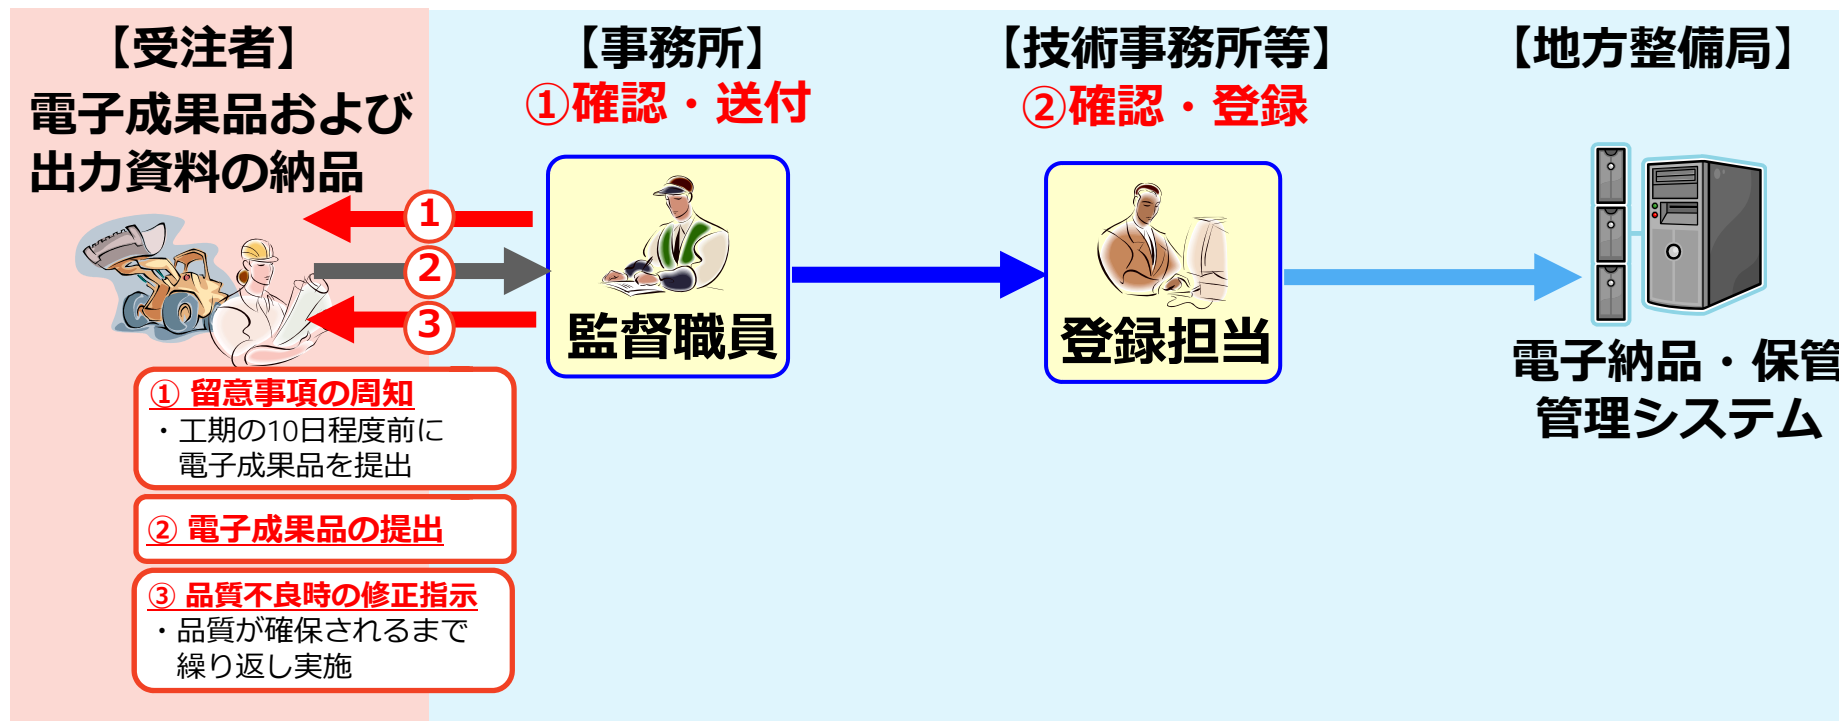 【受注者】
電子成果品および
出力資料の納品
【事務所】
①確認・送付
【技術事務所等】
②確認・登録
【地方整備局】
1
2
3
監督職員
登録担当
電子納品・保管
管理システム
① 留意事項の周知
・工期の10日程度前に
電子成果品を提出
② 電子成果品の提出
③ 品質不良時の修正指示
・品質が確保されるまで
繰り返し実施